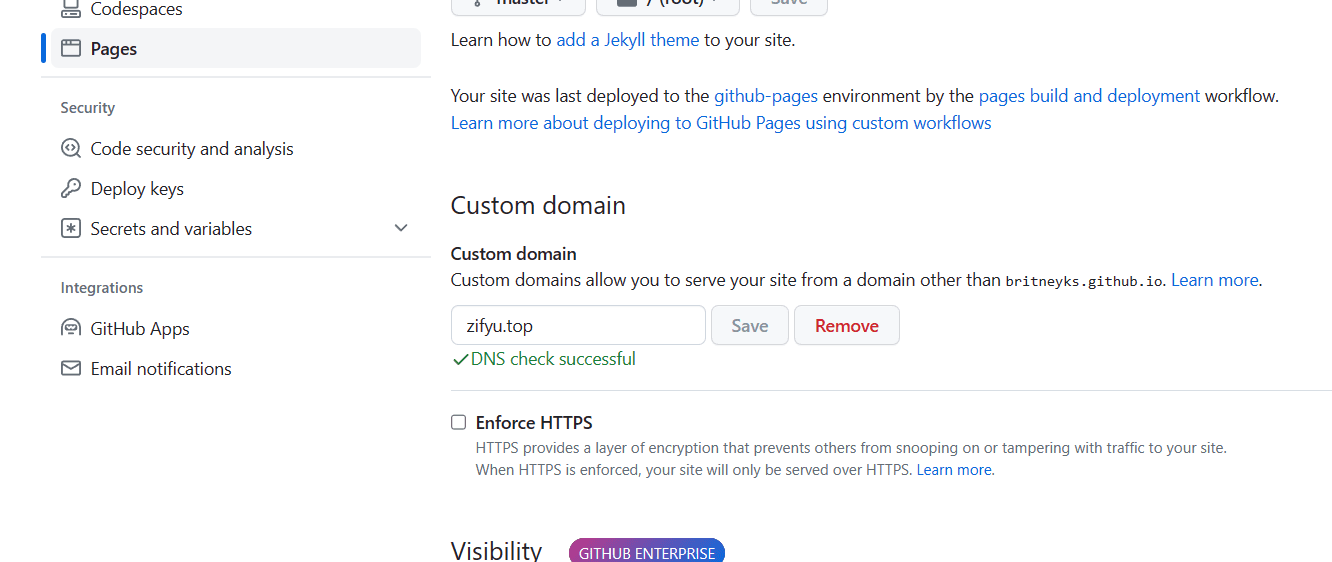 Codespaces
Pages
Security
Code security and analysis
Deploy keys
Secrets and variables
Integrations
GitHub Apps
Email notifications
master
/ (root)
Save
Learn how to add a Jekyll theme to your site.
Your site was last deployed to the github-pages environment by the pages build and deployment workflow.
Learn more about deploying to GitHub Pages using custom workflows
Custom domain
Custom domain
Custom domains allow you to serve your site from a domain other than britneyks.github.io. Learn more.
zifyu.top
Save
Remove
DNS check successful
Enforce HTTPS
HTTPS provides a layer of encryption that prevents others from snooping on or tampering with traffic to your site.
When HTTPS is enforced, your site will only be served over HTTPS. Learn more.
Visibility
GITHUB ENTERPRISE